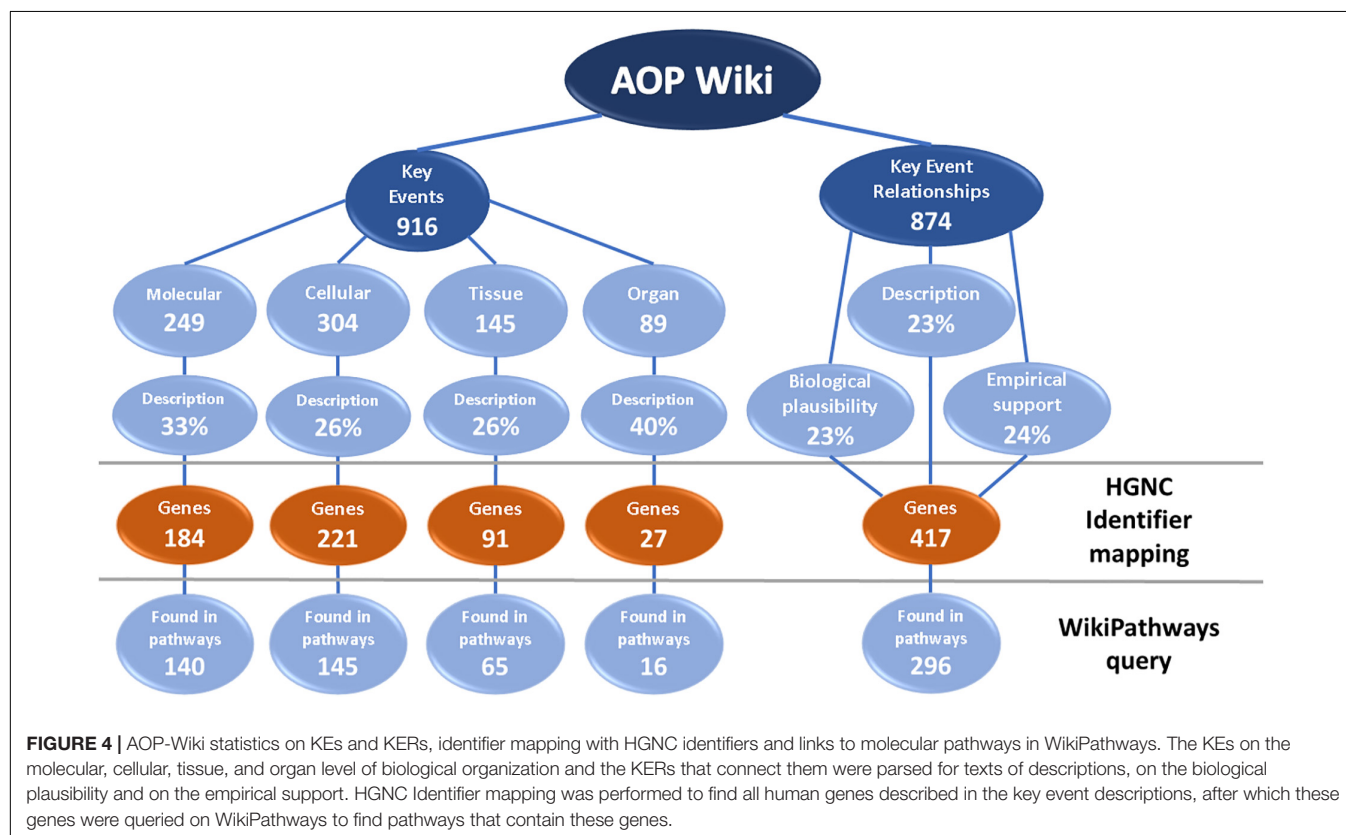 AOP Wiki
Key
Events
916
Key Event
Relationships
874
Molecular
249
Cellular
304
Tissue
145
Organ
89
Description
23%
Description
33%
Description
26%
Description
26%
Description
40%
Biological
plausibility
23%
Empirical
support
24%
Genes
184
Genes
221
Genes
91
Genes
27
Genes
417
HGNC
Identifier
mapping
Found in
pathways
140
Found in
pathways
145
Found in
pathways
65
Found in
pathways
16
Found in
pathways
296
WikiPathways
query
FIGURE 4 | AOP-Wiki statistics on KEs and KERs, identifier mapping with HGNC identifiers and links to molecular pathways in WikiPathways. The KEs on the
molecular, cellular, tissue, and organ level of biological organization and the KERs that connect them were parsed for texts of descriptions, on the biological
plausibility and on the empirical support. HGNC Identifier mapping was performed to find all human genes described in the key event descriptions, after which these
genes were queried on WikiPathways to find pathways that contain these genes.